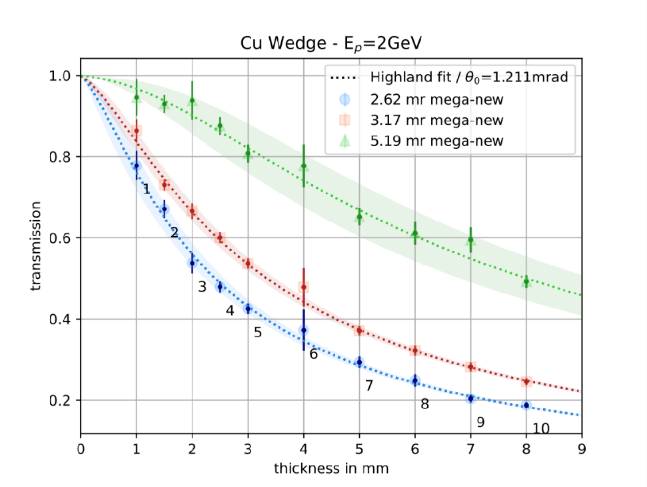 Cu Wedge - E_p=2GeV
1.0
0.8
0.6
0.4
0.2
transmission
Highland fit / θ_0=1.211mrad
2.62 mr mega-new
3.17 mr mega-new
5.19 mr mega-new
1
2
3
4
5
6
7
8
9
10
0 1 2 3 4 5 6 7 8 9
thickness in mm